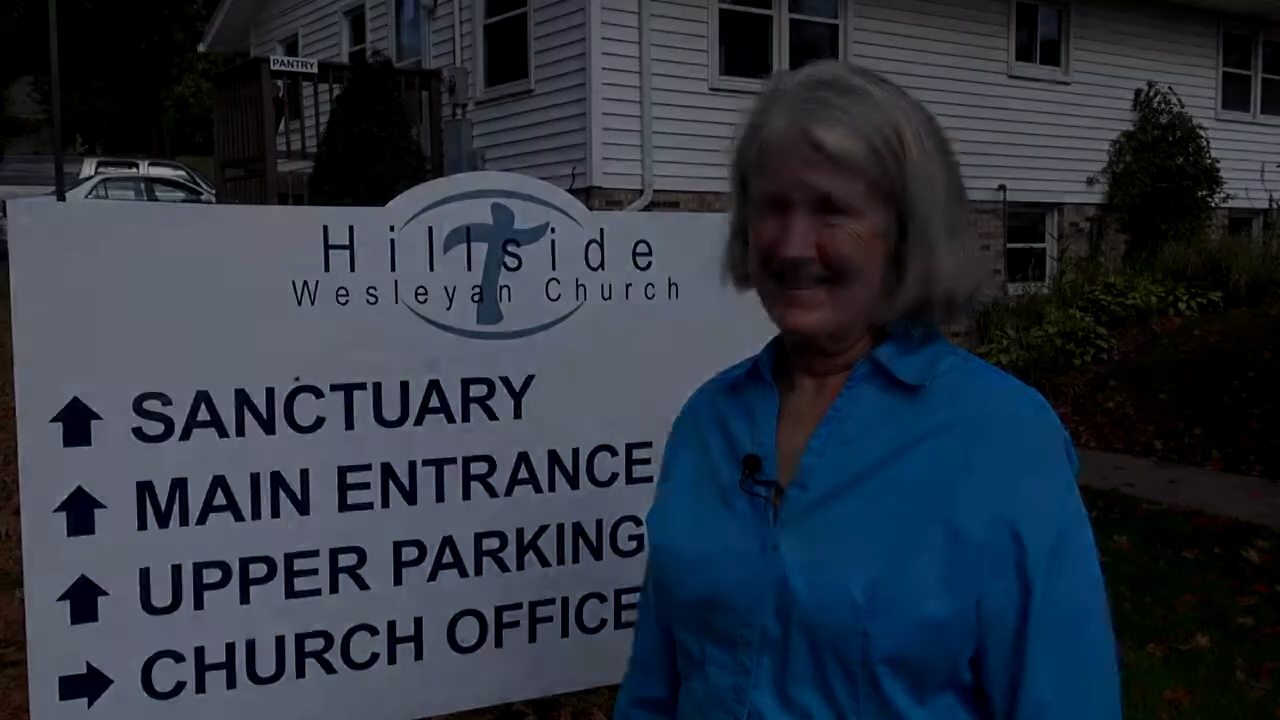 PANTRY
Hillside
Wesleyan Church
SANCTUARY
MAIN ENTRANCE
UPPER PARKING
CHURCH OFFICE